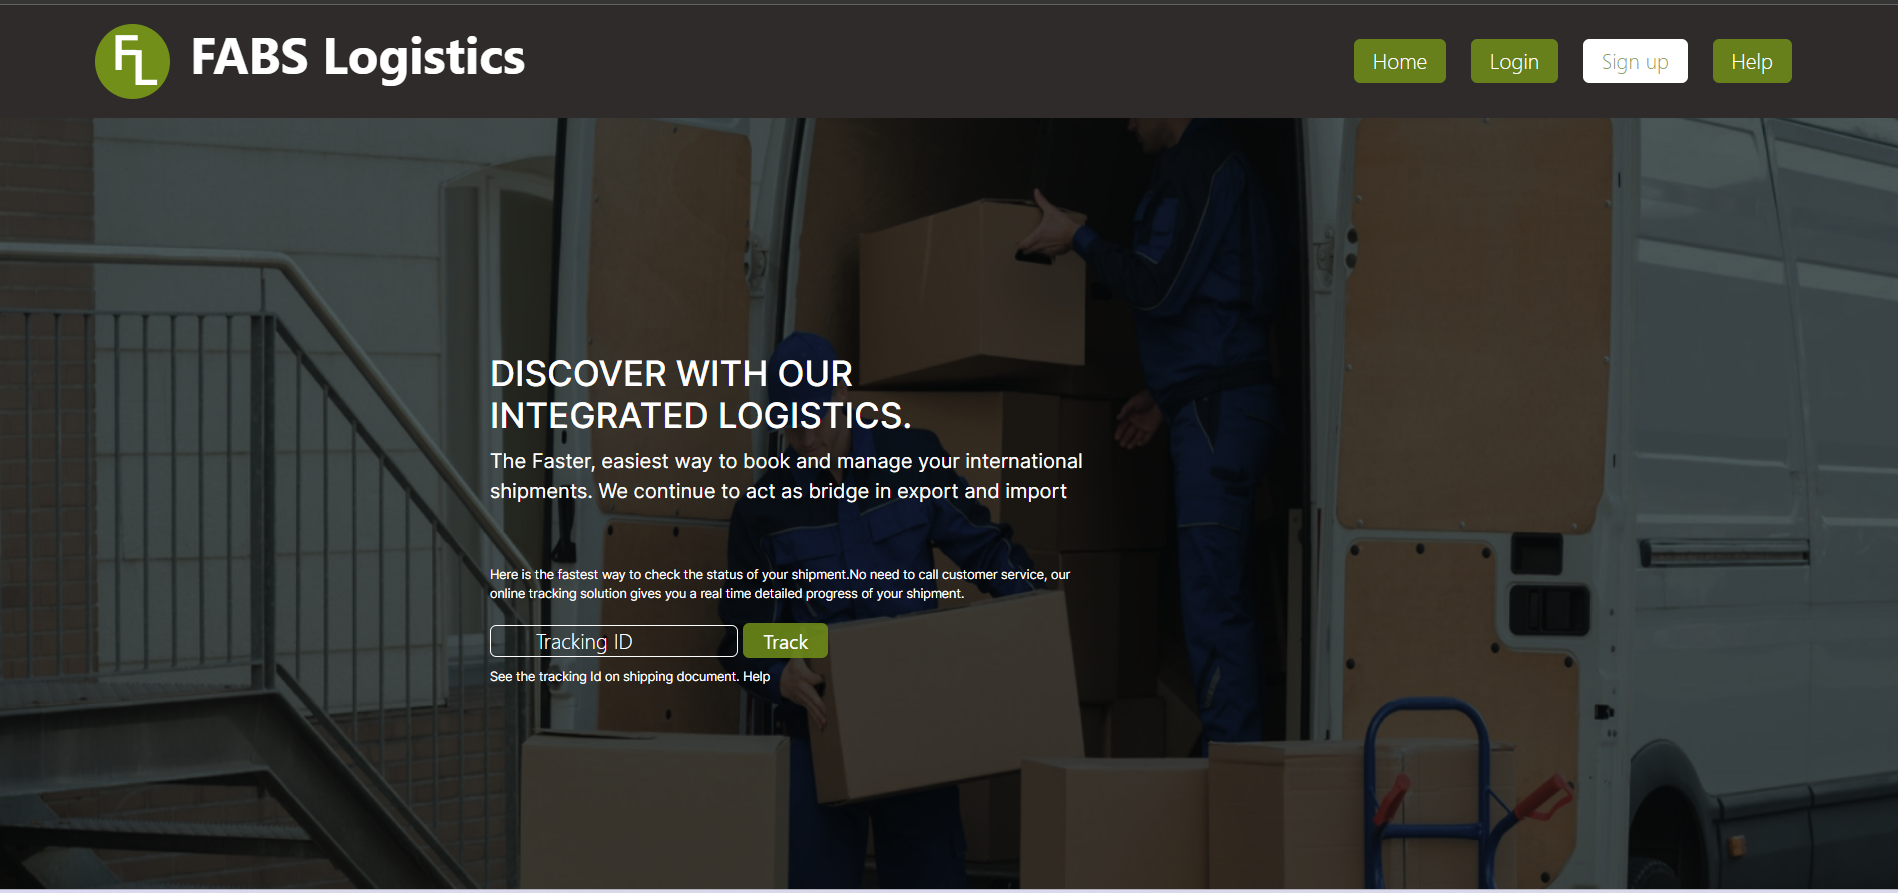 FL FABS Logistics
Home Login Sign up Help
DISCOVER WITH OUR
INTEGRATED LOGISTICS.
The Faster, easiest way to book and manage your international
shipments. We continue to act as bridge in export and import
Here is the fastest way to check the status of your shipment.No need to call customer service, our
online tracking solution gives you a real time detailed progress of your shipment.
Tracking ID Track
See the tracking Id on shipping document. Help